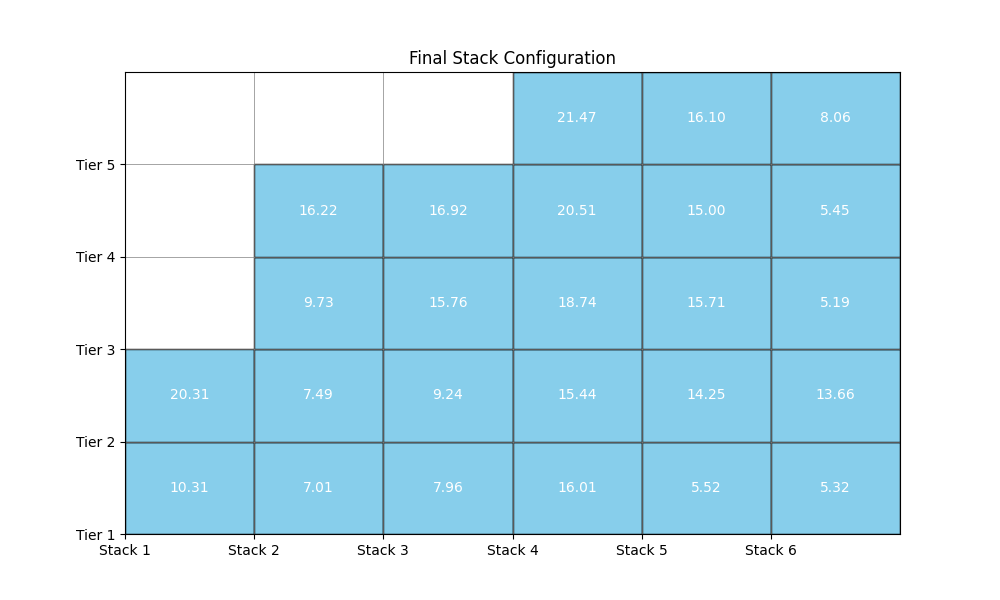 Final Stack Configuration
21.47 16.10 8.06
Tier 5
16.22 16.92 20.51 15.00 5.45
Tier 4
9.73 15.76 18.74 15.71 5.19
Tier 3
20.31 7.49 9.24 15.44 14.25 13.66
Tier 2
10.31 7.01 7.96 16.01 5.52 5.32
Tier 1
Stack 1 Stack 2 Stack 3 Stack 4 Stack 5 Stack 6